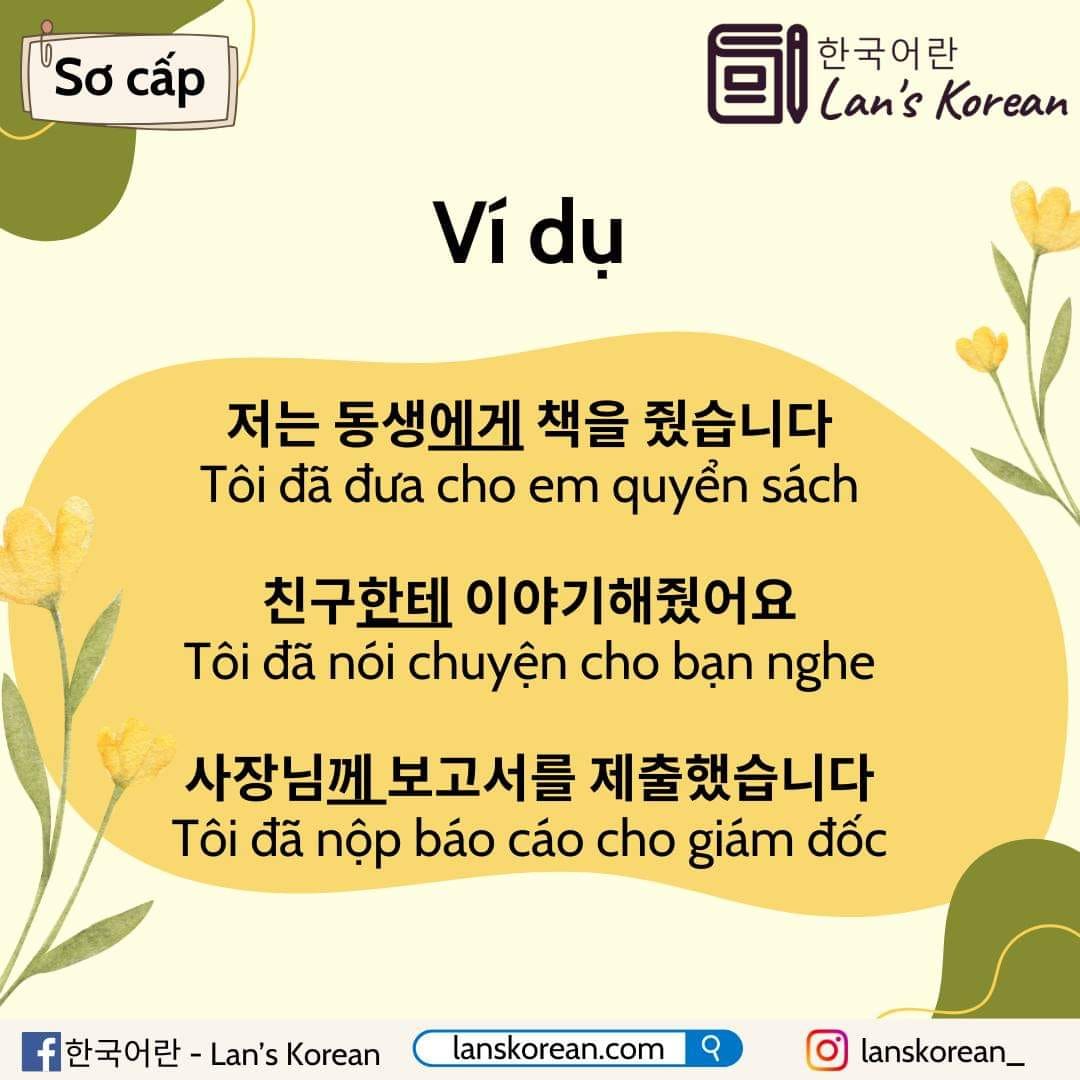 Sơ cấp
한국어란
Lan's Korean
Ví dụ
저는 동생에게 책을 줬습니다
Tôi đã đưa cho em quyển sách
친구한테 이야기해줬어요
Tôi đã nói chuyện cho bạn nghe
사장님께 보고서를 제출했습니다
Tôi đã nộp báo cáo cho giám đốc
한국어란 - Lan's Korean
lanskorean.com
lanskorean_